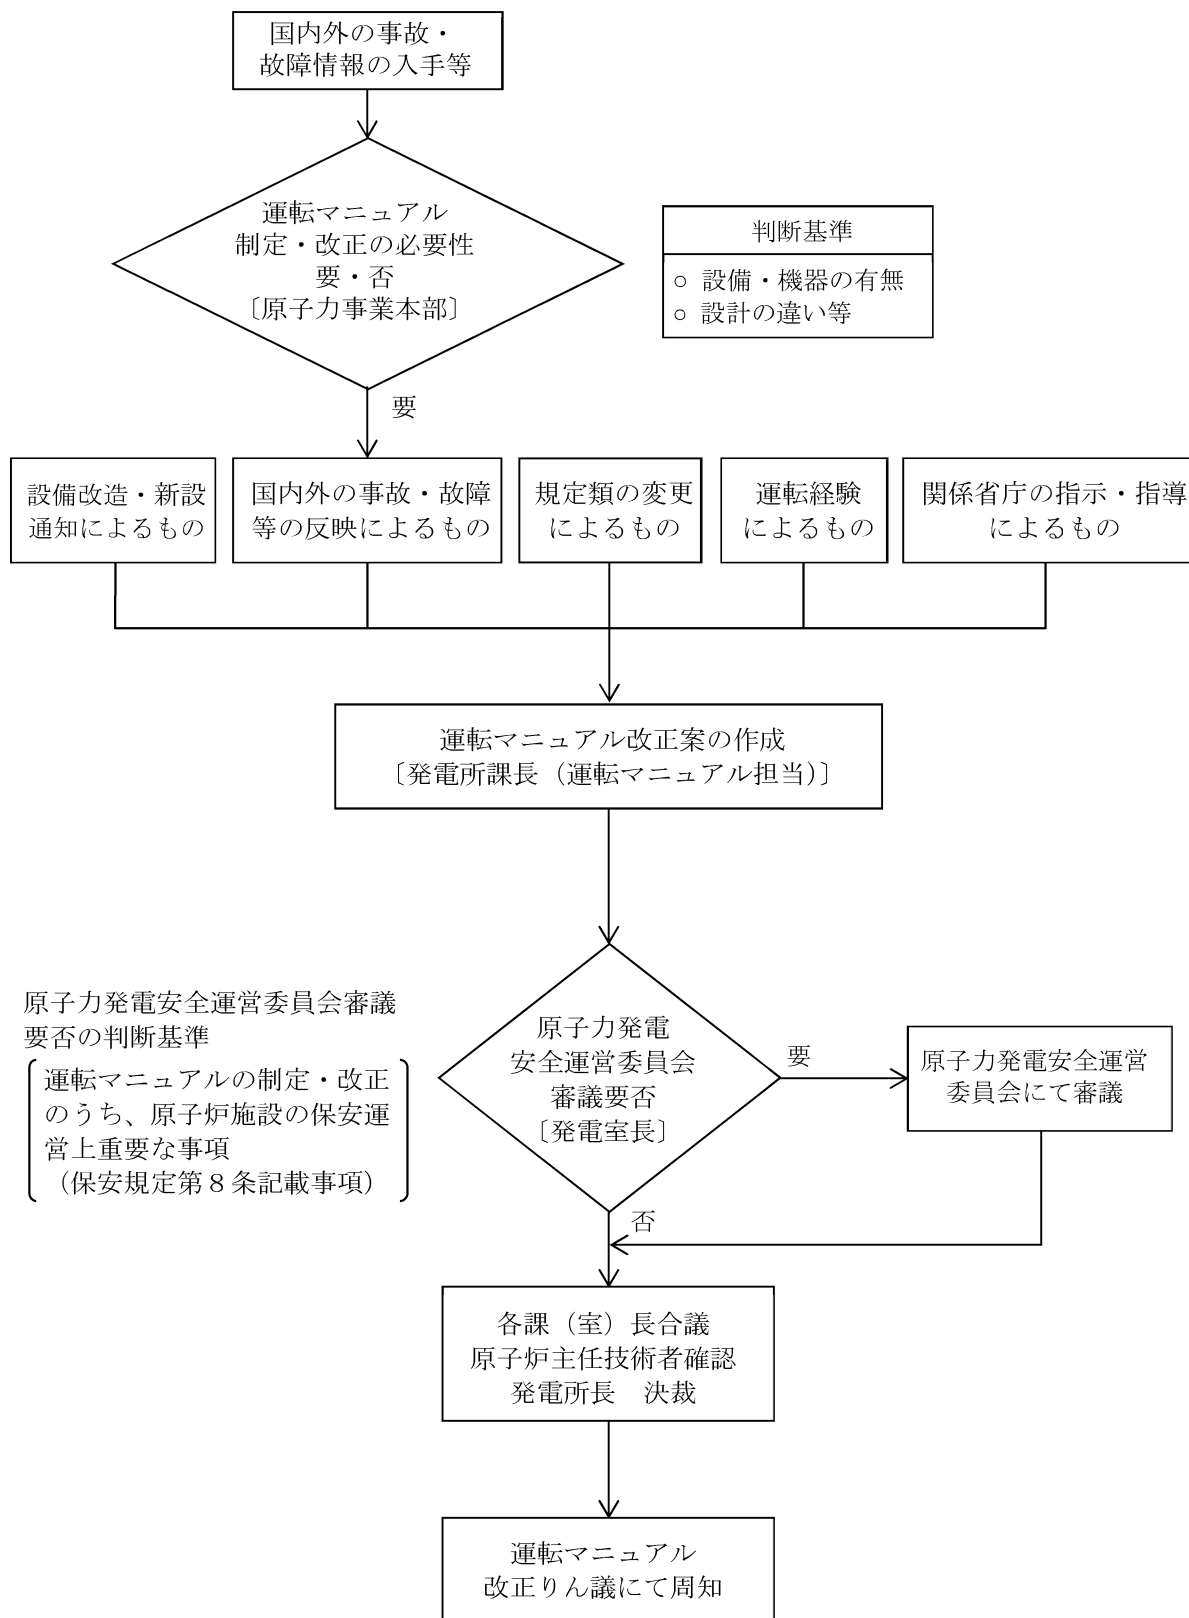 国内外の事故・
故障情報の入手等
運転マニュアル
制定・改正の必要性
要・否
〔原子力事業本部〕
判断基準
○ 設備・機器の有無
○ 設計の違い等
要
設備改造・新設
通知によるもの
国内外の事故・故障
等の反映によるもの
規定類の変更
によるもの
運転経験
によるもの
関係省庁の指示・指導
によるもの
運転マニュアル改正案の作成
〔発電所課長（運転マニュアル担当）〕
原子力発電安全運営委員会審議
要否の判断基準
運転マニュアルの制定・改正
のうち、原子炉施設の保安運
営上重要な事項
（保安規定第８条記載事項）
原子力発電
安全運営委員会
審議要否
〔発電室長〕
要
原子力発電安全運営
委員会にて審議
否
各課（室）長合議
原子炉主任技術者確認
発電所長　決裁
運転マニュアル
改正りん議にて周知